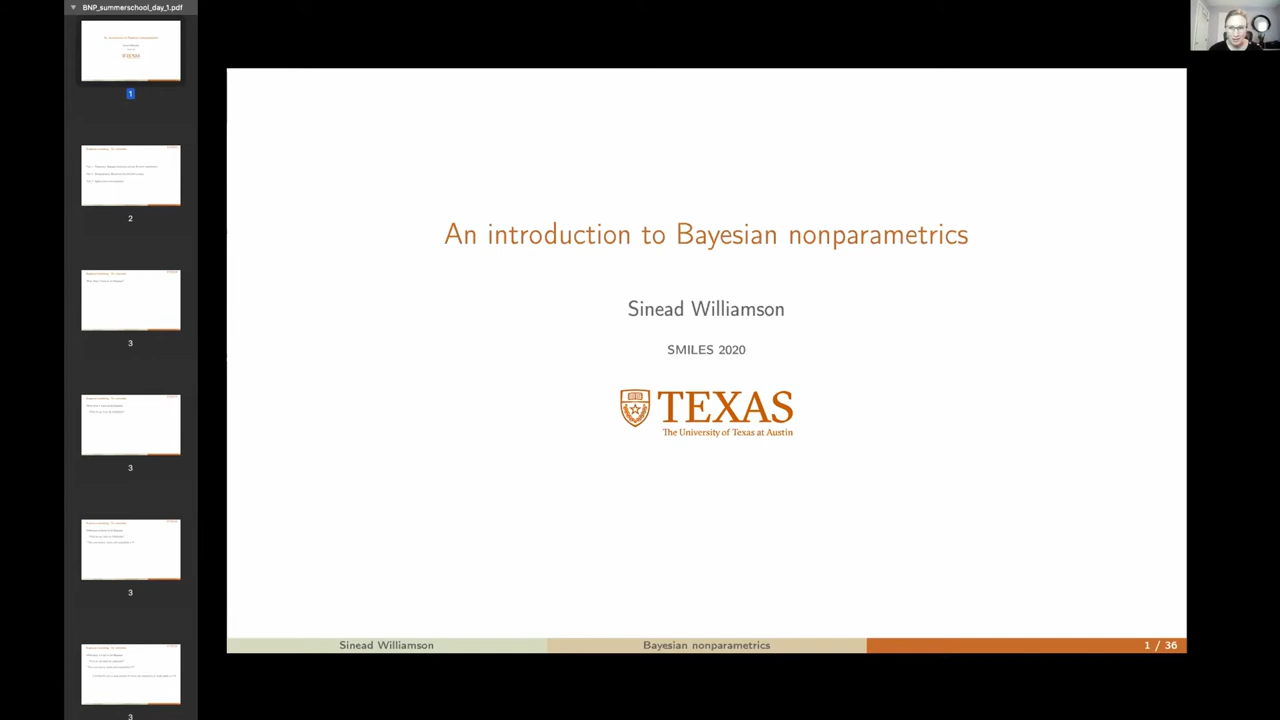 BNP_summerschool_day_1.pdf
1
2
3
3
3
3
An introduction to Bayesian nonparametrics
Sinead Williamson
SMILES 2020
TEXAS
The University of Texas at Austin
Sinead Williamson
Bayesian nonparametrics
1 / 36